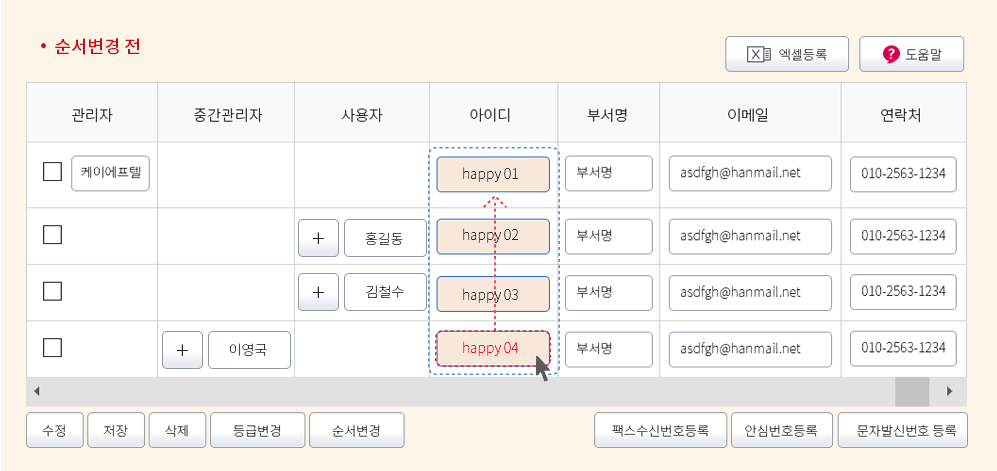 • 순서변경 전
엑셀등록
? 도움말
관리자 중간관리자 사용자 아이디 부서명 이메일 연락처
케이에프텔 happy 01 부서명 asdfgh@hanmail.net 010-2563-1234
+ 홍길동 happy 02 부서명 asdfgh@hanmail.net 010-2563-1234
+ 김철수 happy 03 부서명 asdfgh@hanmail.net 010-2563-1234
+ 이영국 happy 04 부서명 asdfgh@hanmail.net 010-2563-1234
수정 저장 삭제 등급변경 순서변경 팩스수신번호등록 안심번호등록 문자발신번호 등록